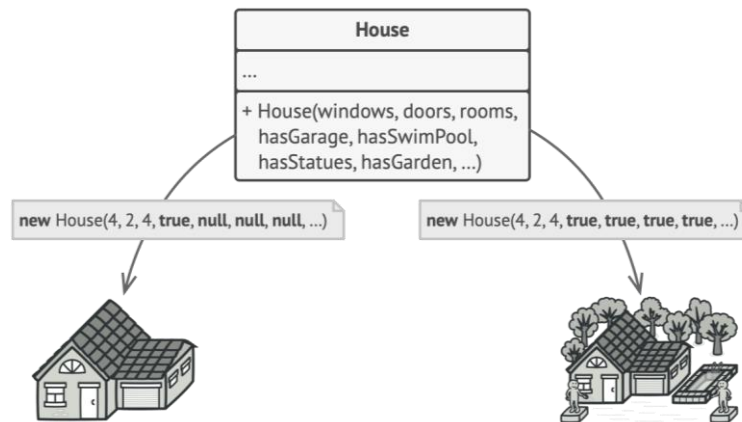 House
...
+ House(windows, doors, rooms,
hasGarage, hasSwimPool,
hasStatues, hasGarden, ...)
new House(4, 2, 4, true, null, null, null, ...)
new House(4, 2, 4, true, true, true, true, ...)